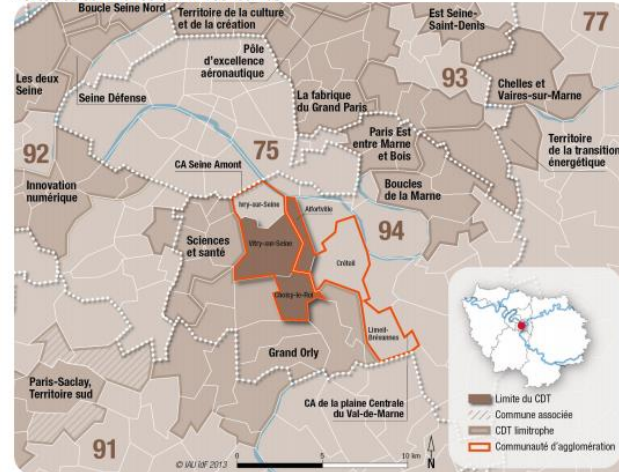 Boucle Seine Nord
Territoire de la culture
et de la création
Est Seine-
Saint-Denis
77
Pôle
d'excellence
aéronautique
Les deux
Seine
Seine Défense
La fabrique
du Grand Paris
93
Chelles et
Vaires-sur-Marne
92
75
Paris Est
entre Marne
et Bois
Territoire
de la transition
énergétique
CA Seine Amont
Innovation
numérique
Boucles
de la Marne
Ivry-sur-Seine
Alfortville
94
Sciences
et santé
Vitry-sur-Seine
Créteil
Choisy-le-Roi
Limeil-
Brévannes
Grand Orly
Paris-Saclay,
Territoire sud
CA de la plaine Centrale
du Val-de-Marne
91
© IAU îdF 2013
0 5 10 km
N
Limite du CDT
Commune associée
CDT limitrophe
Communauté d'agglomération